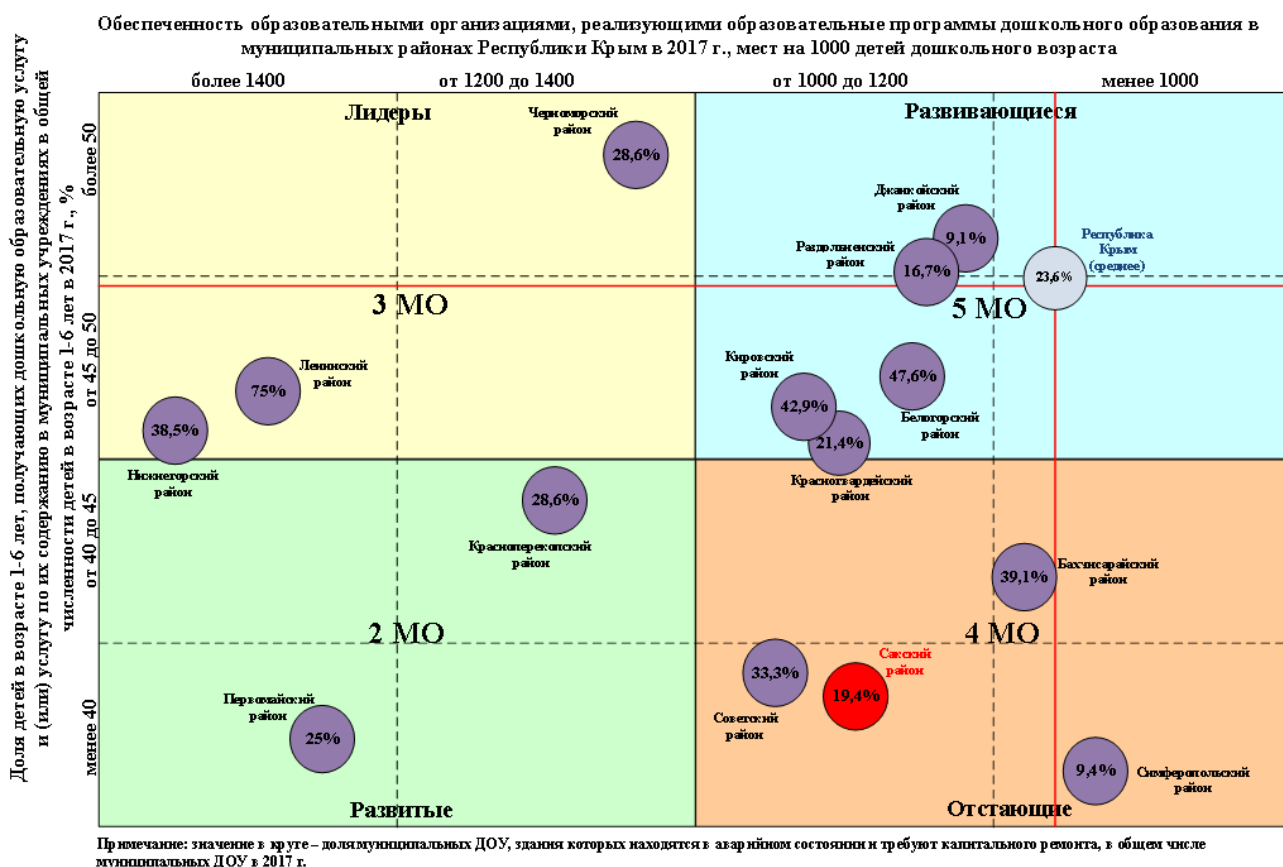 Обеспеченность образовательными организациями, реализующими образовательные программы дошкольного образования в
муниципальных районах Республики Крым в 2017 г., мест на 1000 детей дошкольного возраста
более 1400
от 1200 до 1400
от 1000 до 1200
менее 1000
Доля детей в возрасте 1-6 лет, получающих дошкольную образовательную услугу
и (или) услугу по их содержанию в муниципальных учреждениях в общей
численности детей в возрасте 1-6 лет в 2017 г., %
более 50
от 45 до 50
от 40 до 45
менее 40
Лидеры
Черноморский
район
28,6%
3 МО
Ленинский
район
75%
38,5%
Нижнегорский
район
Развивающиеся
Джанкойский
район
9,1%
Раздольненский
район
16,7%
Республика
Крым
(среднее)
23,6%
5 МО
Кировский
район
42,9%
47,6%
Белогорский
район
21,4%
Красногвардейский
район
28,6%
Красноперекопский
район
2 МО
Первомайский
район
25%
Развитые
39,1%
Бахчисарайский
район
4 МО
33,3%
Советский
район
Сакский
район
19,4%
9,4%
Симферопольский
район
Отстающие
Примечание: значение в круге – доля муниципальных ДОУ, здания которых находятся в аварийном состоянии и требуют капитального ремонта, в общем числе
муниципальных ДОУ в 2017 г.